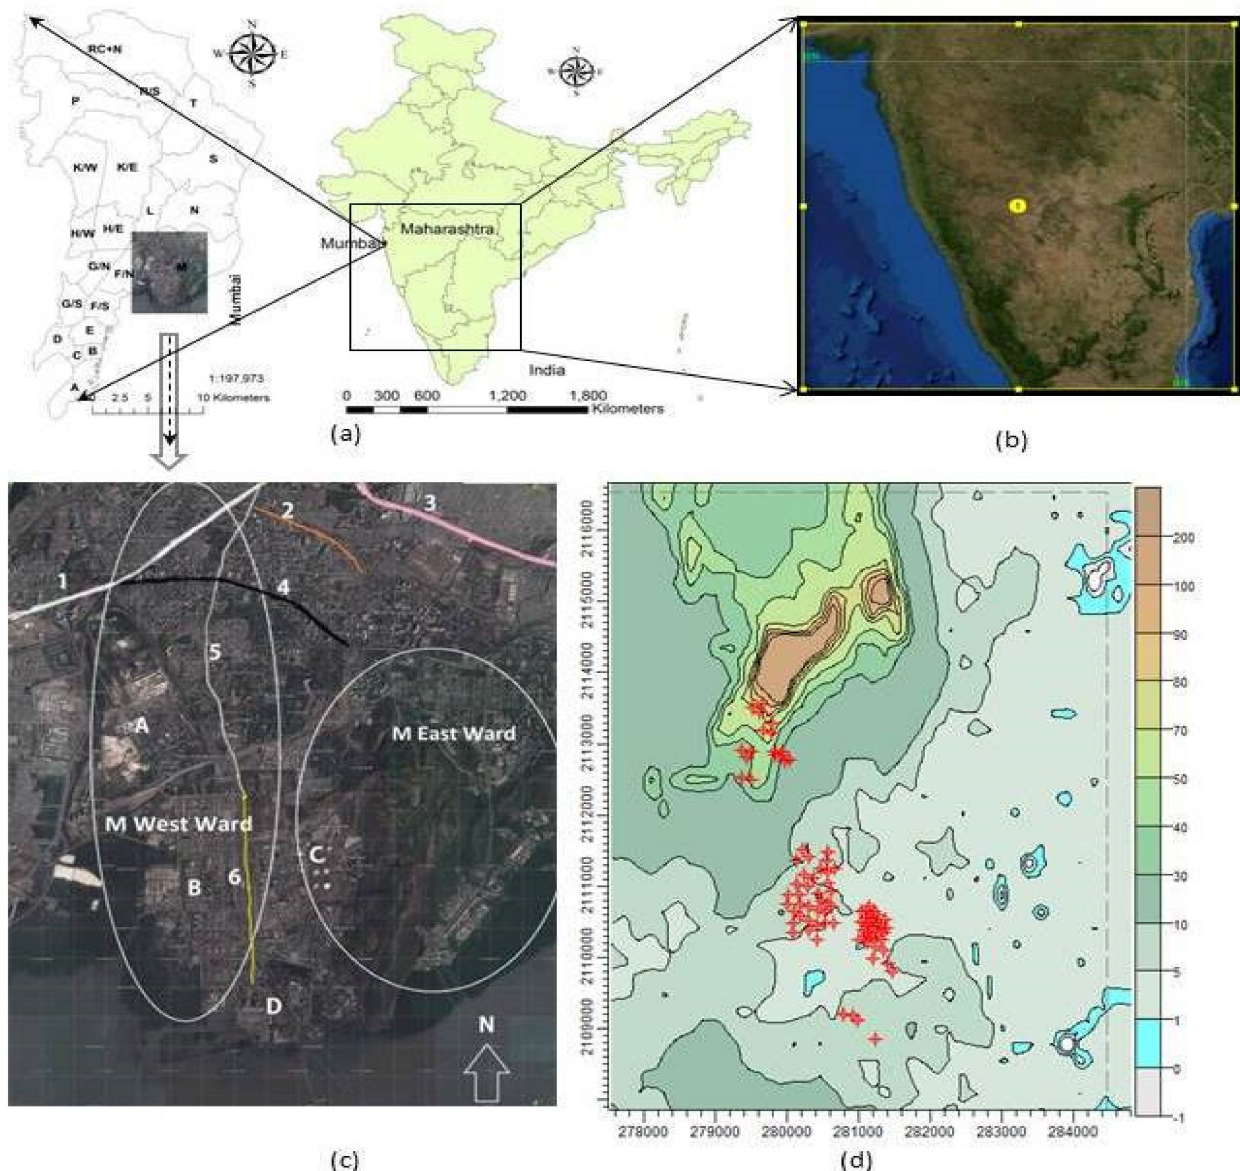 N
W E
S
RC+N
R/S
P
T
S
K/W
K/E
L
N
H/W
H/E
G/N
F/N
M
G/S
F/S
D
E
C
B
A
Mumbai
1:197,973
0 2.5 5 10 Kilometers
N
W E
S
Maharashtra
Mumbai
India
0 300 600 1,200 1,800
Kilometers
(a)
1
(b)
1
2
3
4
5
A
M East Ward
M West Ward
C
B
6
D
N
(c)
2116000
2115000
2114000
2113000
2112000
2111000
2110000
2109000
278000 279000 280000 281000 282000 283000 284000
200
100
90
80
70
50
40
30
10
5
1
0
-1
(d)